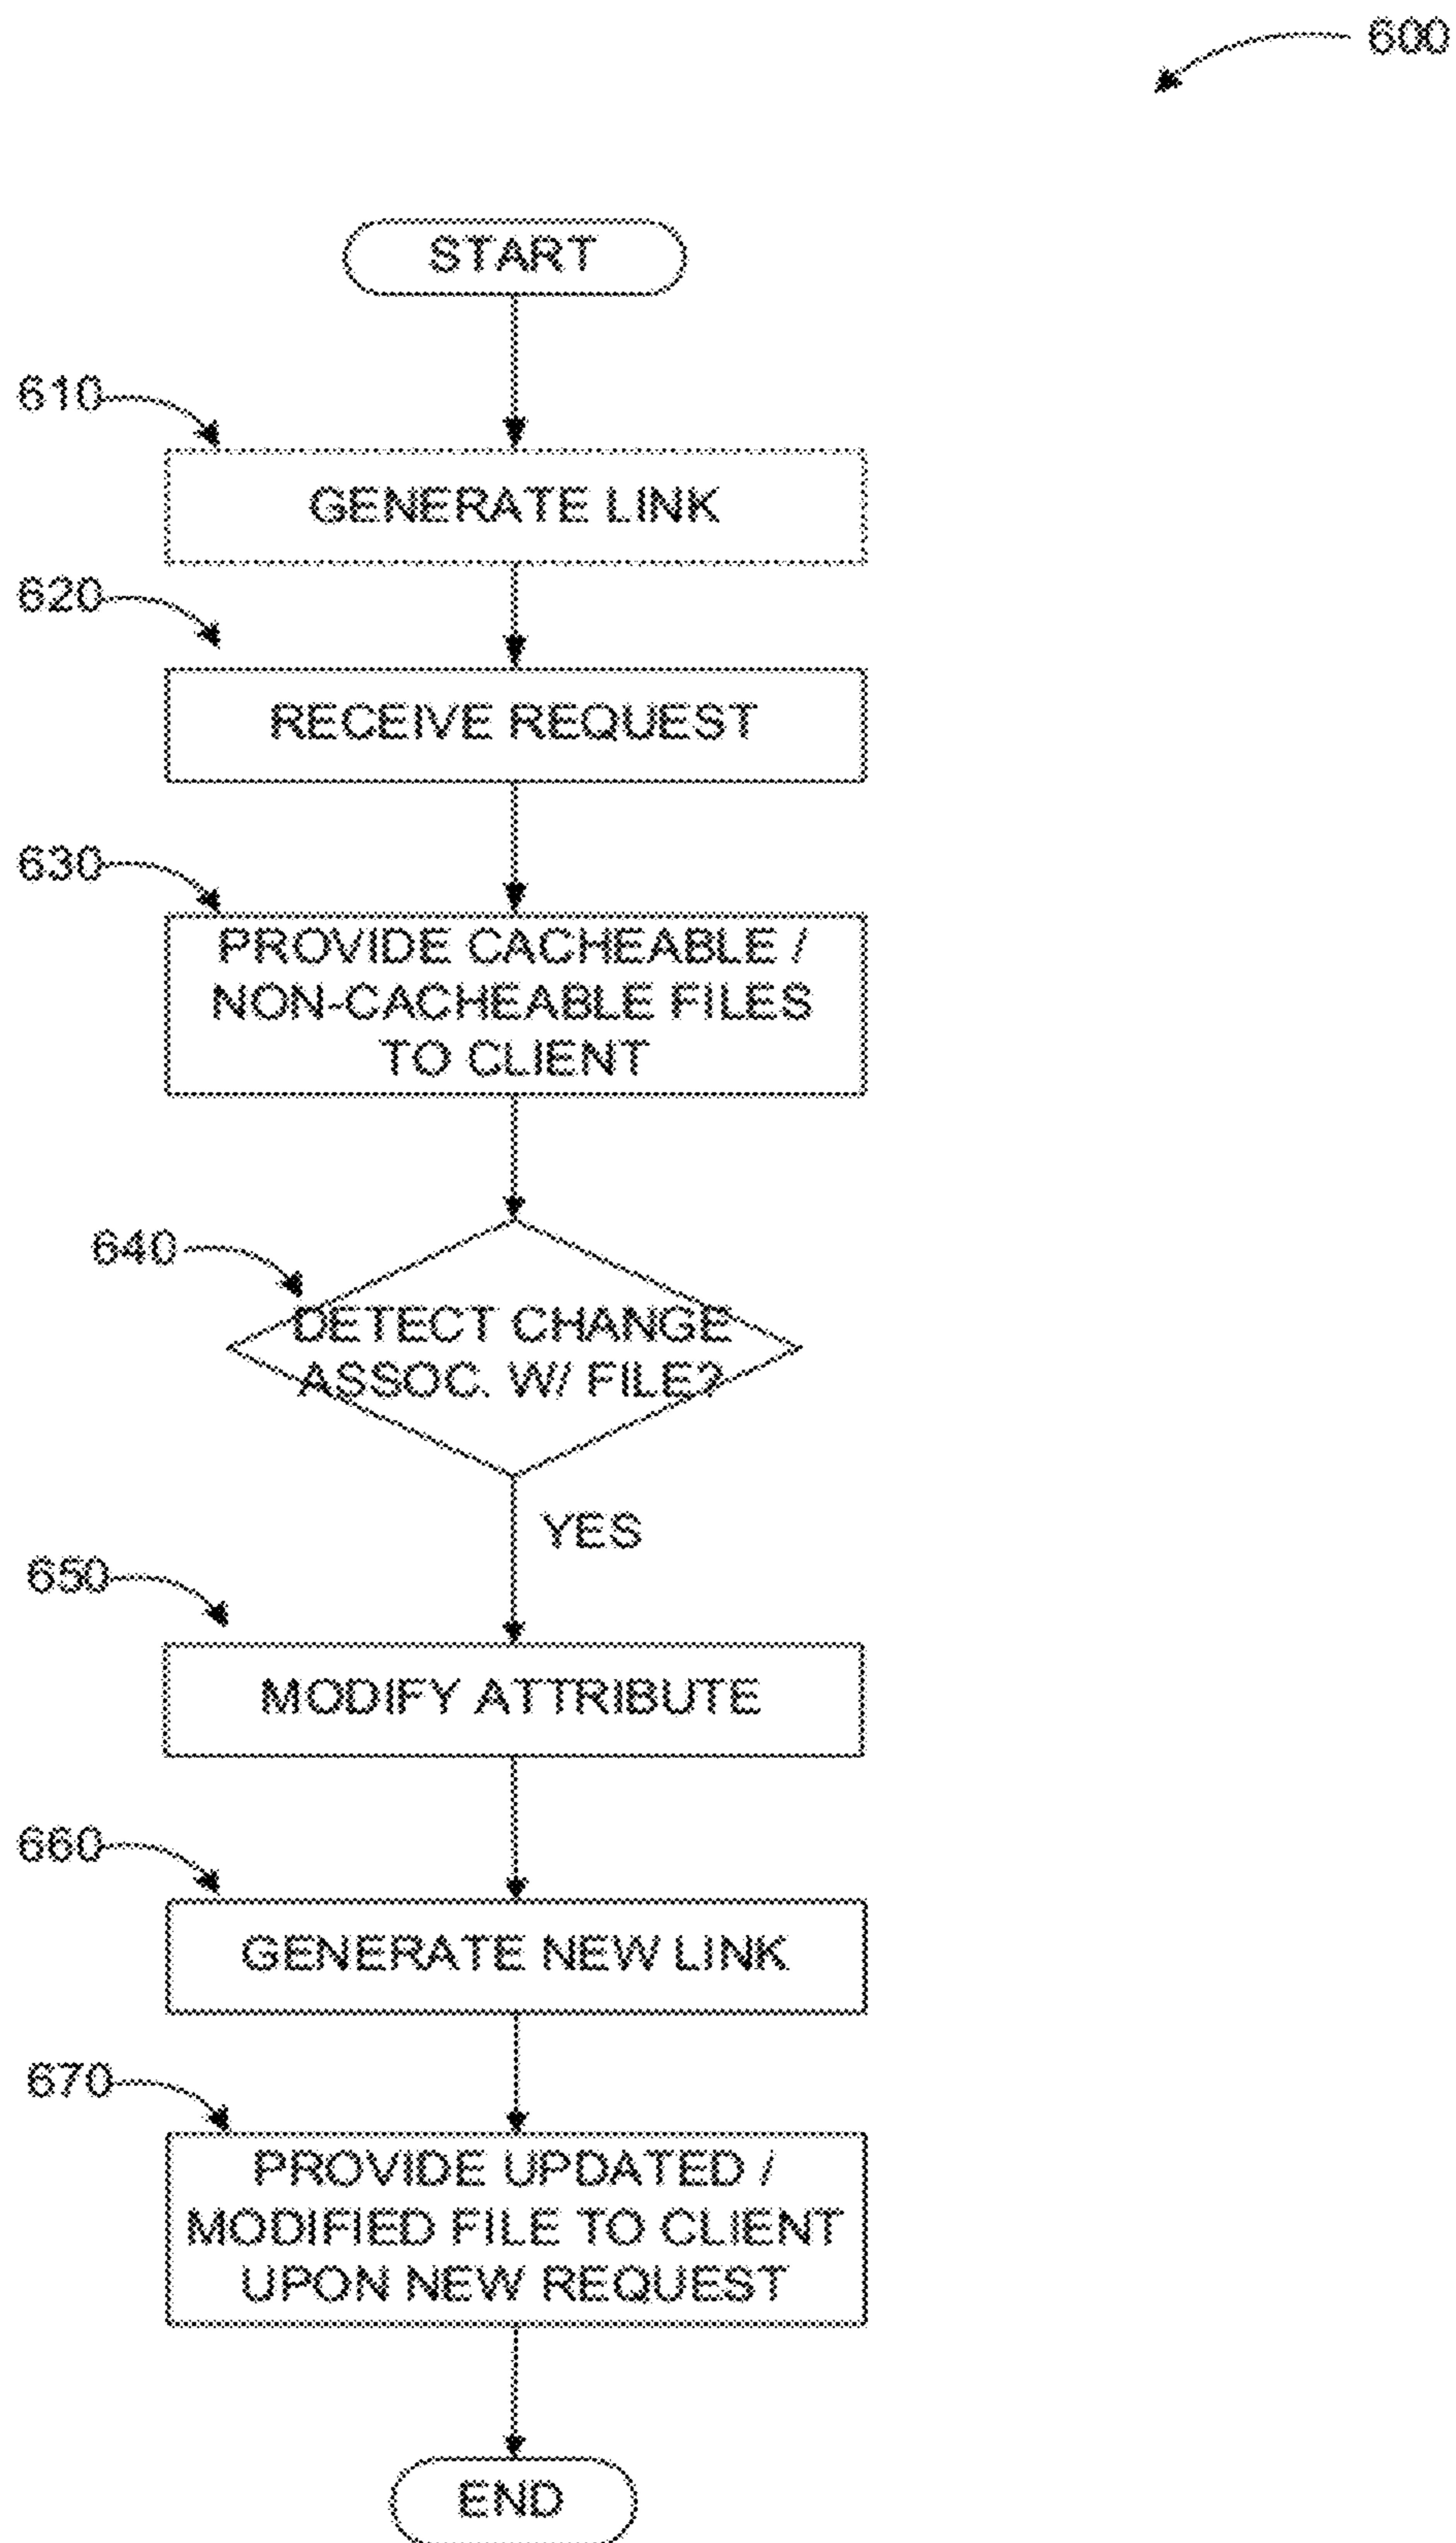 600
START
610
GENERATE LINK
620
RECEIVE REQUEST
630
PROVIDE CACHEABLE /
NON-CACHEABLE FILES
TO CLIENT
640
DETECT CHANGE
ASSOC. W/ FILE?
YES
650
MODIFY ATTRIBUTE
660
GENERATE NEW LINK
670
PROVIDE UPDATED /
MODIFIED FILE TO CLIENT
UPON NEW REQUEST
END